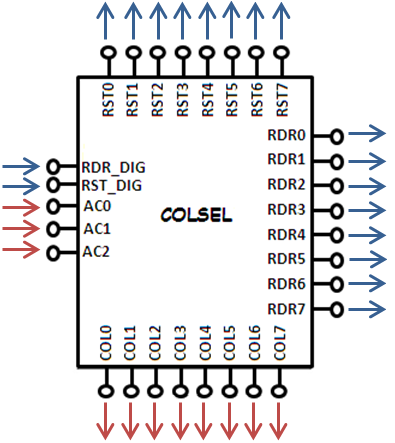 RST0 RST1 RST2 RST3 RST4 RST5 RST6 RST7
RDR_DIG
RST_DIG
AC0
AC1
AC2
COLSEL
RDR0
RDR1
RDR2
RDR3
RDR4
RDR5
RDR6
RDR7
COL0 COL1 COL2 COL3 COL4 COL5 COL6 COL7